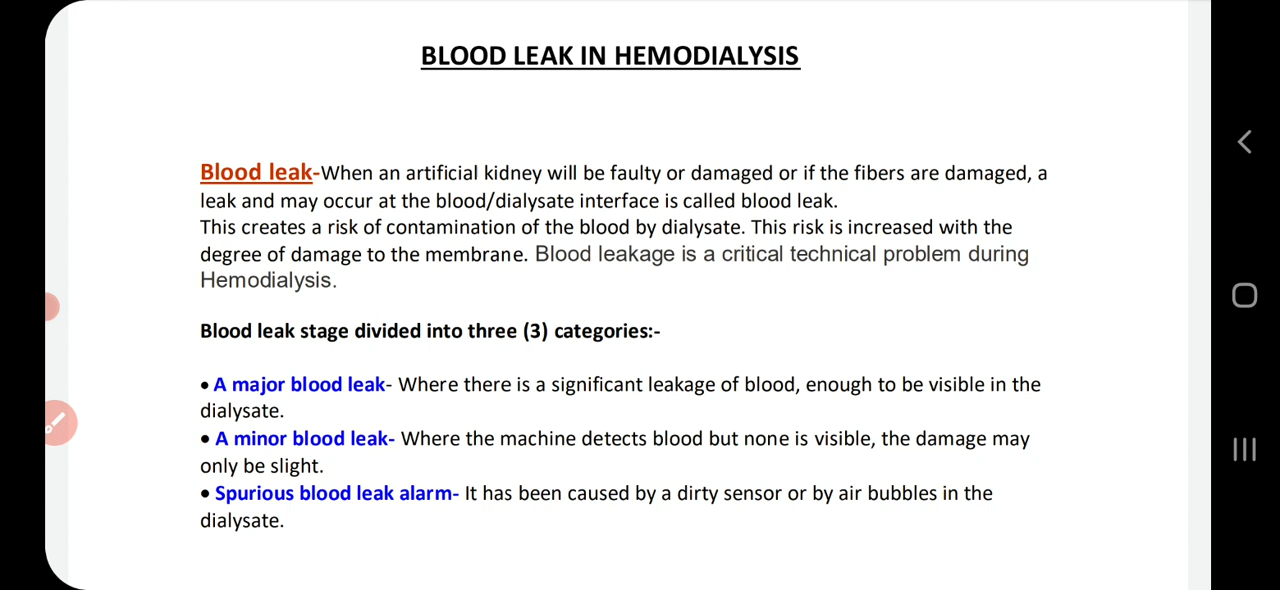 BLOOD LEAK IN HEMODIALYSIS
Blood leak-When an artificial kidney will be faulty or damaged or if the fibers are damaged, a
leak and may occur at the blood/dialysate interface is called blood leak.
This creates a risk of contamination of the blood by dialysate. This risk is increased with the
degree of damage to the membrane. Blood leakage is a critical technical problem during
Hemodialysis.
Blood leak stage divided into three (3) categories:-
• A major blood leak- Where there is a significant leakage of blood, enough to be visible in the
dialysate.
• A minor blood leak- Where the machine detects blood but none is visible, the damage may
only be slight.
• Spurious blood leak alarm- It has been caused by a dirty sensor or by air bubbles in the
dialysate.